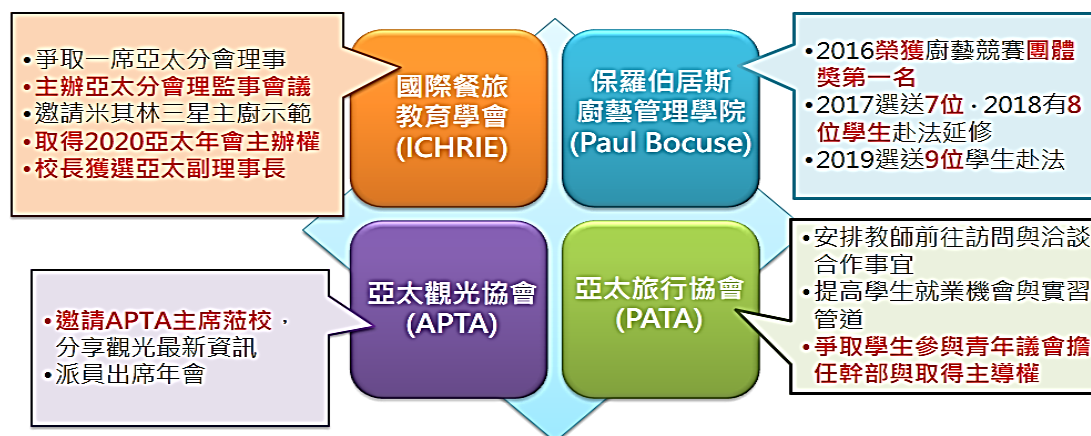 •爭取一席亞太分會理事
•主辦亞太分會理監事會議
•邀請米其林三星主廚示範
•取得2020亞太年會主辦權
•校長獲選亞太副理事長
國際餐旅
教育學會
(ICHRIE)
保羅伯居斯
廚藝管理學院
(Paul Bocuse)
•2016榮獲廚藝競賽團體
獎第一名
•2017選送7位，2018有8
位學生赴法延修
•2019選送9位學生赴法
•邀請APTA主席蒞校，
分享觀光最新資訊
•派員出席年會
亞太觀光協會
(APTA)
亞太旅行協會
(PATA)
•安排教師前往訪問與洽談
合作事宜
•提高學生就業機會與實習
管道
•爭取學生參與青年議會擔
任幹部與取得主導權